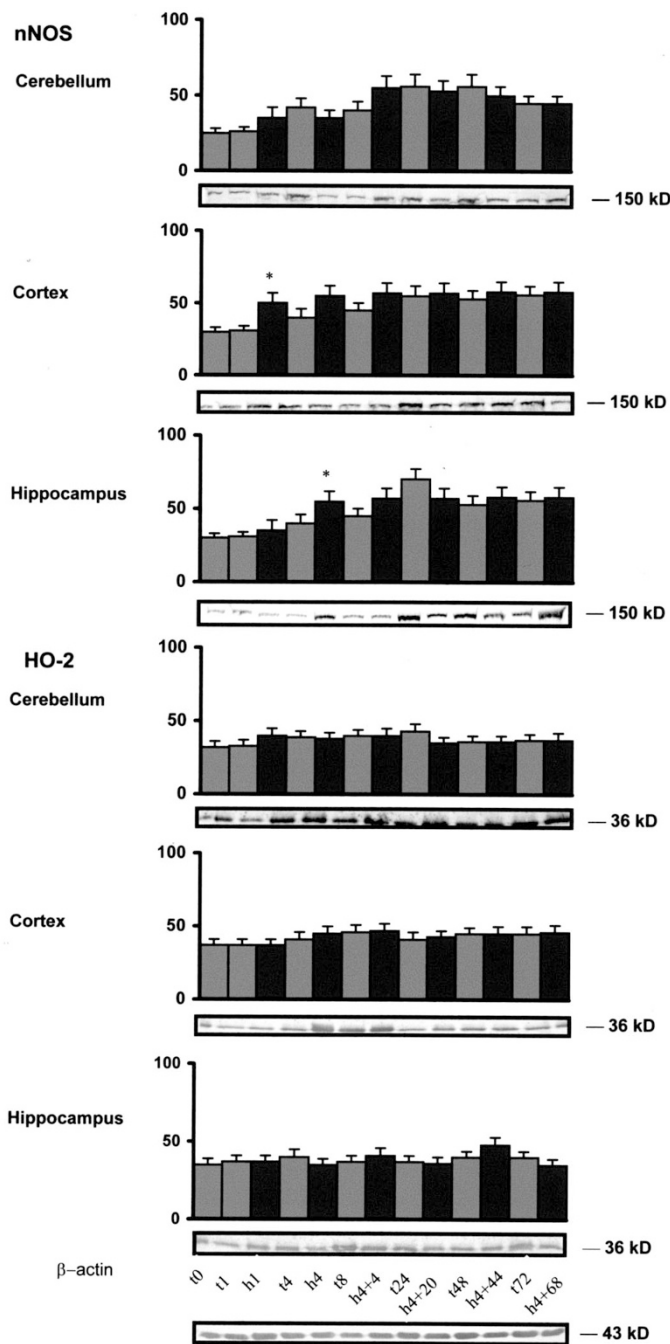 nNOS
100
Cerebellum
50
0
— 150 kD
100
Cortex
*
50
0
— 150 kD
100
Hippocampus
*
50
0
— 150 kD
HO-2
100
Cerebellum
50
0
— 36 kD
100
Cortex
50
0
— 36 kD
100
Hippocampus
50
0
— 36 kD
β–actin
t0 t1 h1 t4 h4 t8 h4+4 t24 h4+20 t48 h4+44 t72 h4+68
— 43 kD